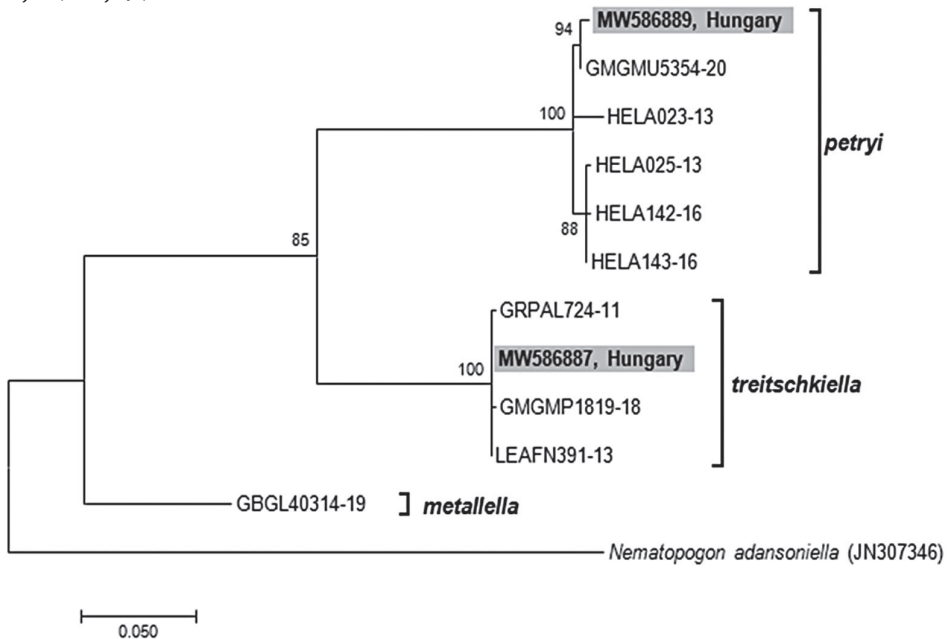 94
MW586889, Hungary
GMGMU5354-20
100
HELA023-13
petryi
HELA025-13
HELA142-16
88
HELA143-16
85
GRPAL724-11
MW586887, Hungary
100
treitschkiella
GMGMP1819-18
LEAFN391-13
GBGL40314-19
metallella
Nematopogon adansoniella (JN307346)
0.050